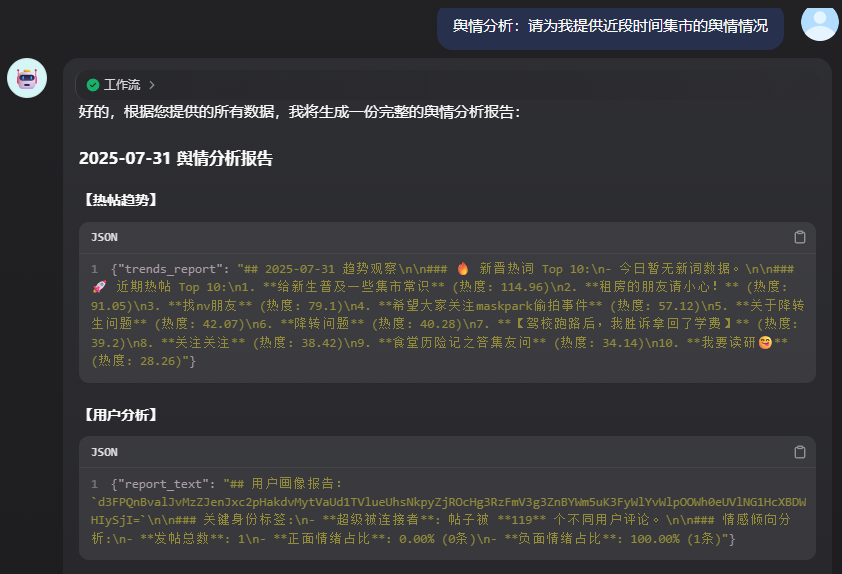 舆情分析：请为我提供近段时间集市的舆情情况
工作流 >
好的，根据您提供的所有数据，我将生成一份完整的舆情分析报告：
2025-07-31 舆情分析报告
【热帖趋势】
JSON
1 {"trends_report": "## 2025-07-31 趋势观察\n\n### 🔥 新晋热词 Top 10:\n- 今日暂无新词数据。\n\n###
🚀 近期热帖 Top 10:\n1. **给新生普及一些集市常识** (热度: 114.96)\n2. **租房的朋友请小心！** (热度:
91.05)\n3. **找nv朋友** (热度: 79.1)\n4. **希望大家关注maskpark偷拍事件** (热度: 57.12)\n5. **关于降转
生问题** (热度: 42.07)\n6. **降转问题** (热度: 40.28)\n7. **【驾校跑路后，我胜诉拿回了学费】** (热度:
39.2)\n8. **关注关注** (热度: 38.42)\n9. **食堂历险记之答集友问** (热度: 34.14)\n10. **我要读研😋**
(热度: 28.26)"}
【用户分析】
JSON
1 {"report_text": "## 用户画像报告:
`d3FPQnBvalJvMzZJenJxc2pHakdvMytVaUd1TVlueUhsNkpyZjROcHg3RzFmV3g3ZnBYWm5uK3FyWlYvWlpOOWh0eUVlNG1HcXBDW
HIySjI=`\n\n### 关键身份标签:\n- **超级被连接者**: 帖子被 **119** 个不同用户评论。\n\n### 情感倾向分
析:\n- **发帖总数**: 1\n- **正面情绪占比**: 0.00% (0条)\n- **负面情绪占比**: 100.00% (1条)"}